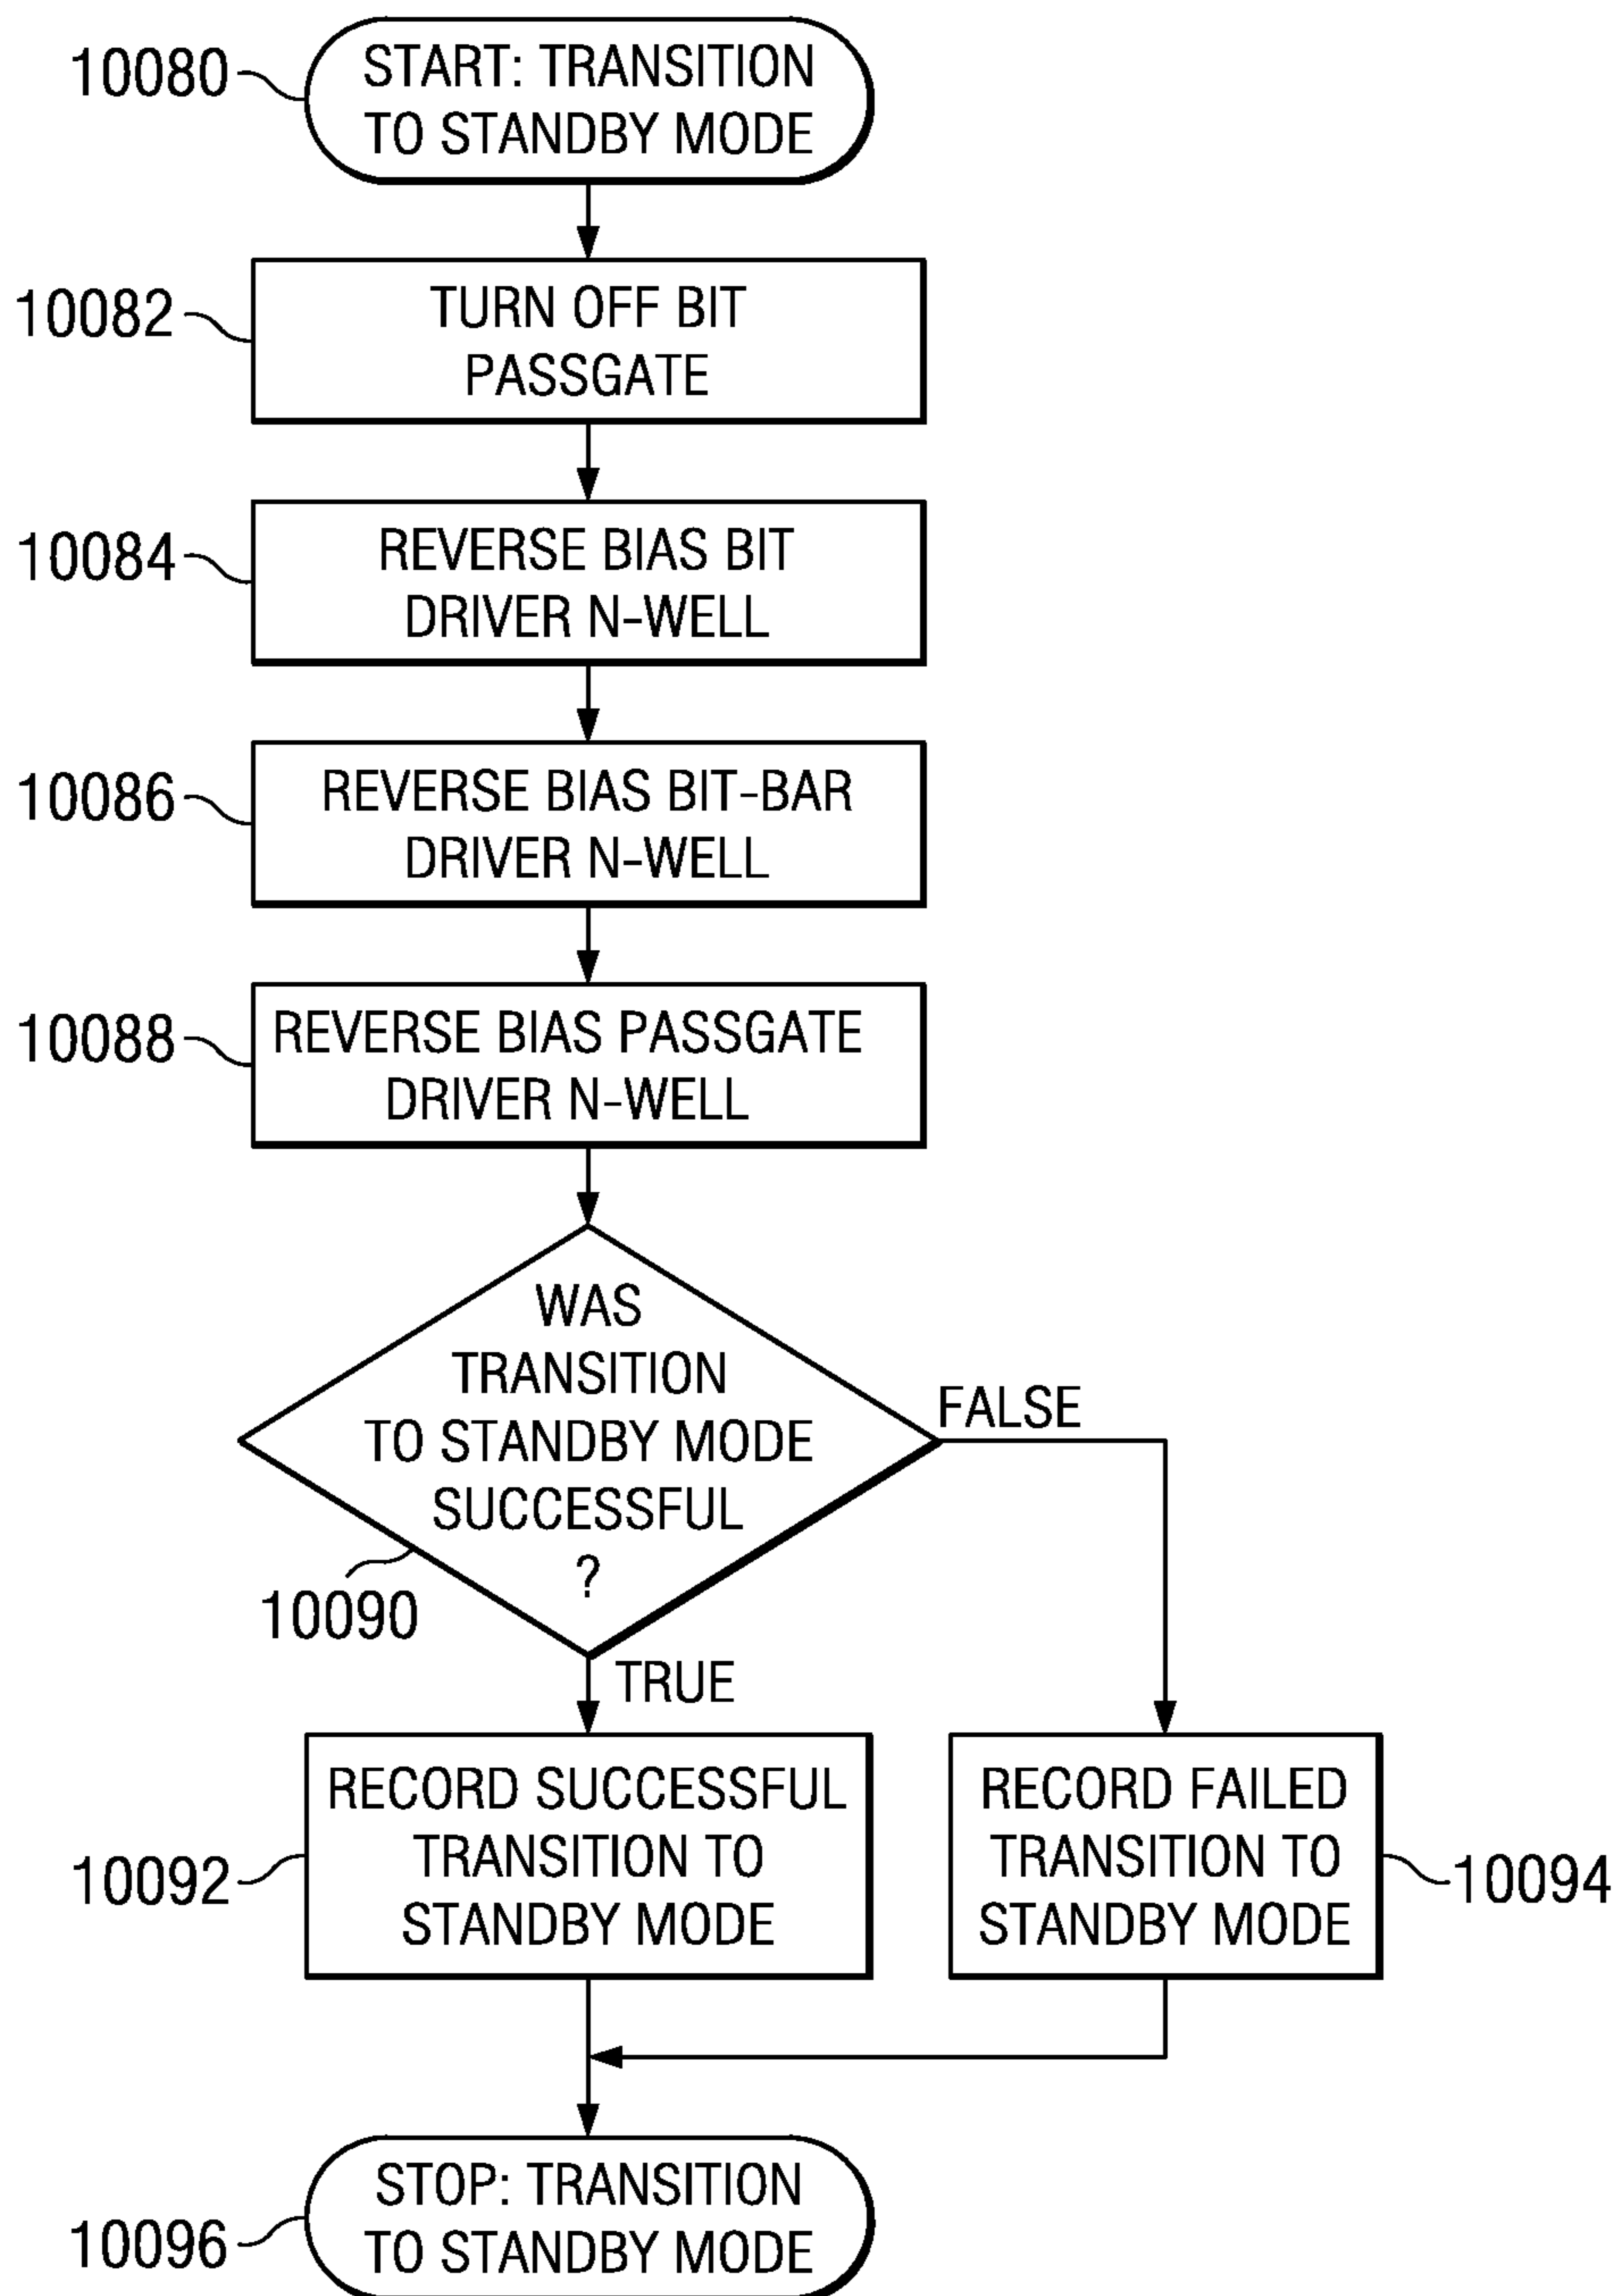 10080
START: TRANSITION
TO STANDBY MODE
10082
TURN OFF BIT
PASSGATE
10084
REVERSE BIAS BIT
DRIVER N-WELL
10086
REVERSE BIAS BIT-BAR
DRIVER N-WELL
10088
REVERSE BIAS PASSGATE
DRIVER N-WELL
WAS
TRANSITION
TO STANDBY MODE
SUCCESSFUL
?
10090
FALSE
TRUE
10092
RECORD SUCCESSFUL
TRANSITION TO
STANDBY MODE
RECORD FAILED
TRANSITION TO
STANDBY MODE
10094
STOP: TRANSITION
TO STANDBY MODE
10096